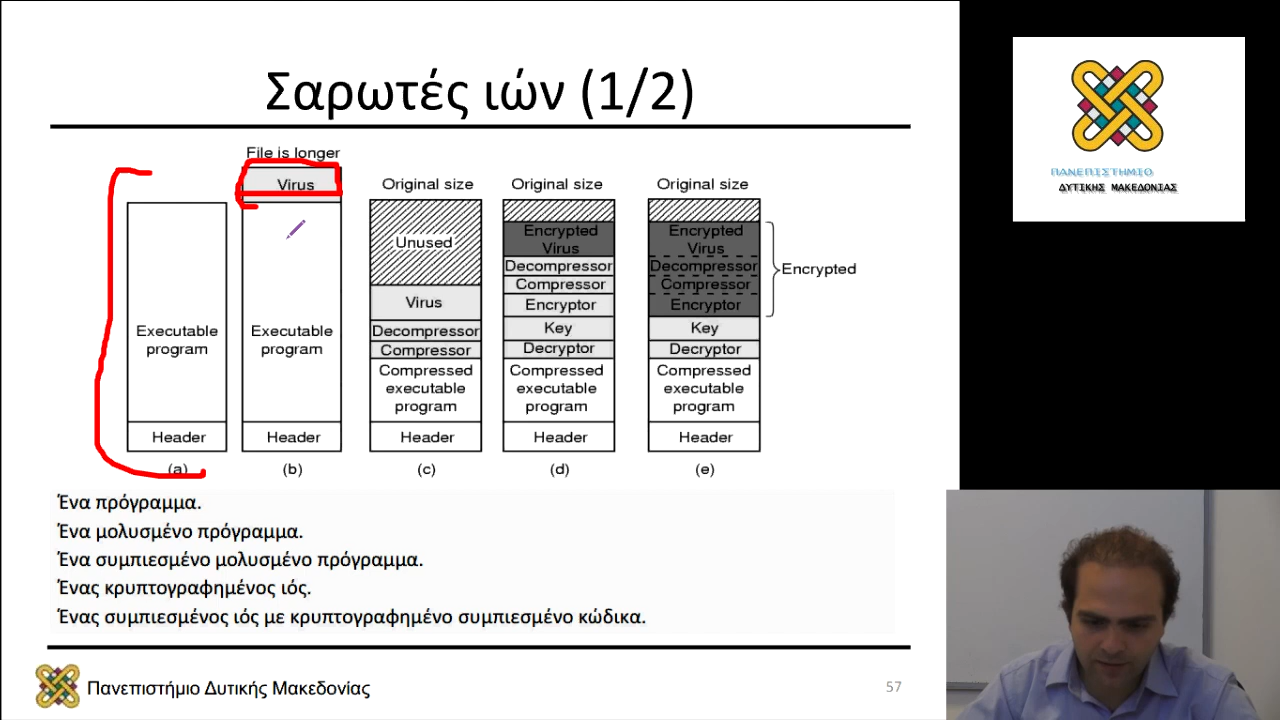 Σαρωτές ιών (1/2)
File is longer
Virus
Executable
program
Header
(a)
Executable
program
Header
(b)
Original size
Unused
Virus
Decompressor
Compressor
Compressed
executable
program
Header
(c)
Original size
Encrypted
Virus
Decompressor
Compressor
Encryptor
Key
Decryptor
Compressed
executable
program
Header
(d)
Original size
Encrypted
Virus
Decompressor
Compressor
Encryptor
Key
Decryptor
Compressed
executable
program
Header
(e)
Encrypted
Ένα πρόγραμμα.
Ένα μολυσμένο πρόγραμμα.
Ένα συμπιεσμένο μολυσμένο πρόγραμμα.
Ένας κρυπτογραφημένος ιός.
Ένας συμπιεσμένος ιός με κρυπτογραφημένο συμπιεσμένο κώδικα.
Πανεπιστήμιο Δυτικής Μακεδονίας
57
ΠΑΝΕΠΙΣΤΗΜΙΟ
ΔΥΤΙΚΗΣ ΜΑΚΕΔΟΝΙΑΣ